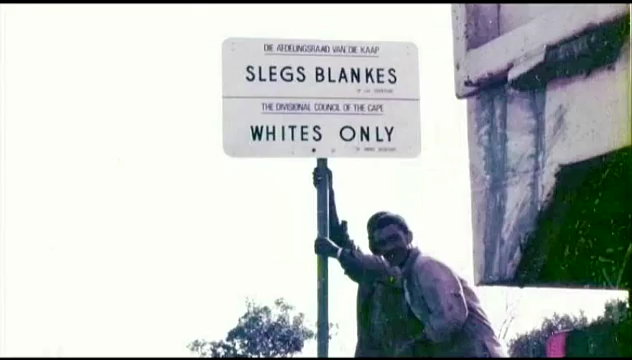 DIE AFDELINGSRAAD VAN DIE KAAP
SLEGS BLANKES
THE DIVISIONAL COUNCIL OF THE CAPE
WHITES ONLY